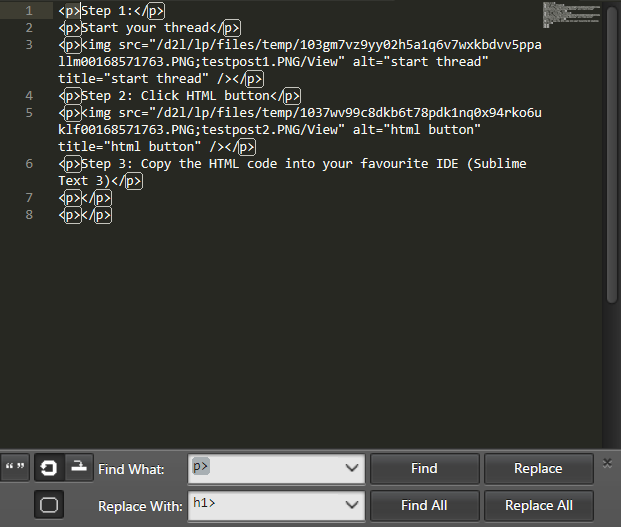 1 <p>Step 1:</p>
2 <p>Start your thread</p>
3 <p><img src="/d2l/lp/files/temp/103gm7vz9yy02h5a1q6v7wxkbdvv5ppa
llm00168571763.PNG;testpost1.PNG/View" alt="start thread"
title="start thread" /></p>
4 <p>Step 2: Click HTML button</p>
5 <p><img src="/d2l/lp/files/temp/1037wv99c8dkb6t78pdk1nq0x94rko6u
klf00168571763.PNG;testpost2.PNG/View" alt="html button"
title="html button" /></p>
6 <p>Step 3: Copy the HTML code into your favourite IDE (Sublime
Text 3)</p>
7 <p></p>
8 <p></p>
“ ” Find What: p> Find Replace
Replace With: h1> Find All Replace All